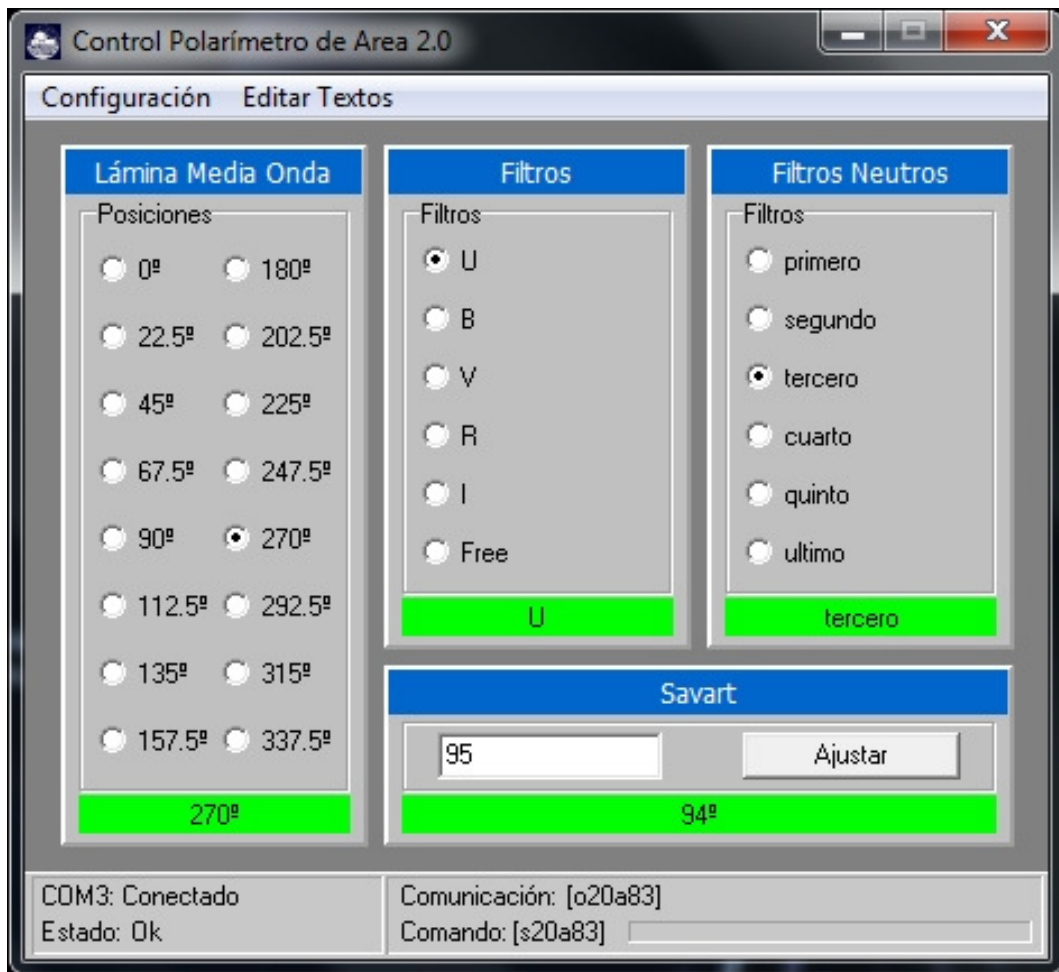 Control Polarímetro de Area 2.0
X
Configuración Editar Textos
Lámina Media Onda
Posiciones
0º 180º
22.5º 202.5º
45º 225º
67.5º 247.5º
90º 270º
112.5º 292.5º
135º 315º
157.5º 337.5º
270º
Filtros
Filtros
U
B
V
R
I
Free
U
Filtros Neutros
Filtros
primero
segundo
tercero
cuarto
quinto
ultimo
tercero
Savart
95 Ajustar
94º
COM3: Conectado
Estado: Ok
Comunicación: [o20a83]
Comando: [s20a83]